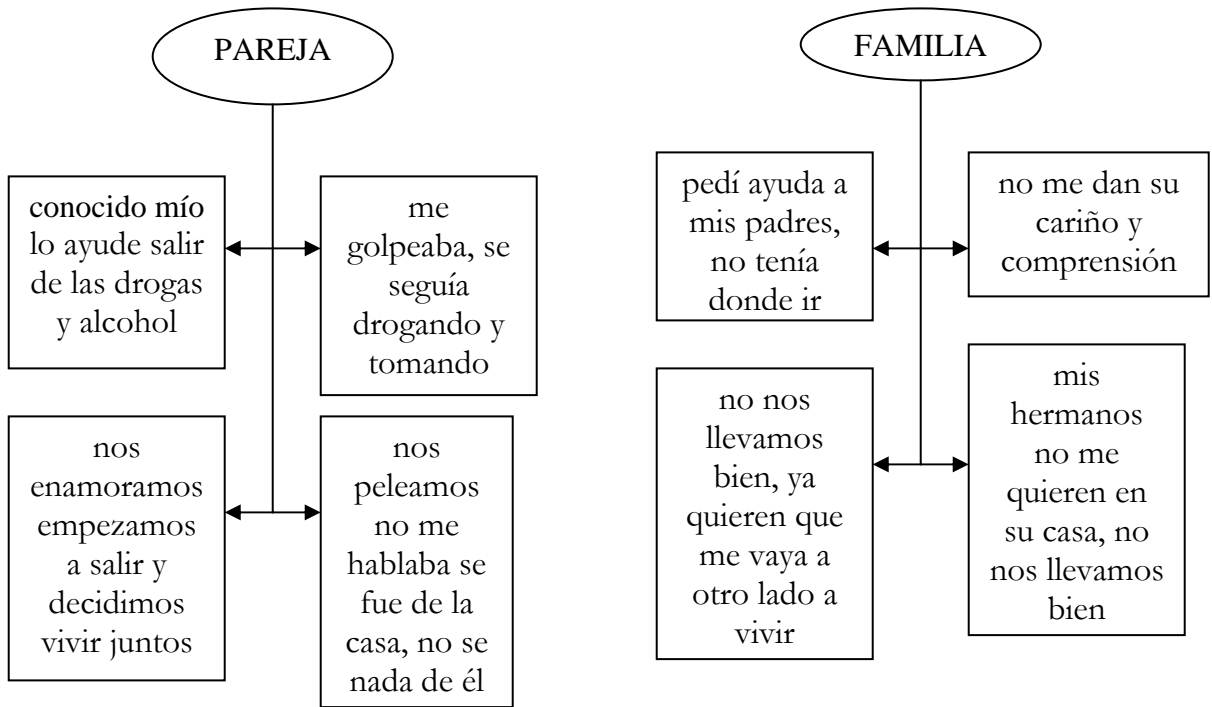 PAREJA
conocido mío
lo ayude salir
de las drogas
y alcohol
me
golpeaba, se
seguía
drogando y
tomando
nos
enamoramos
empezamos
a salir y
decidimos
vivir juntos
nos
peleamos
no me
hablaba se
fue de la
casa, no se
nada de él
FAMILIA
pedí ayuda a
mis padres,
no tenía
donde ir
no me dan su
cariño y
comprensión
no nos
llevamos
bien, ya
quieren que
me vaya a
otro lado a
vivir
mis
hermanos
no me
quieren en
su casa, no
nos llevamos
bien